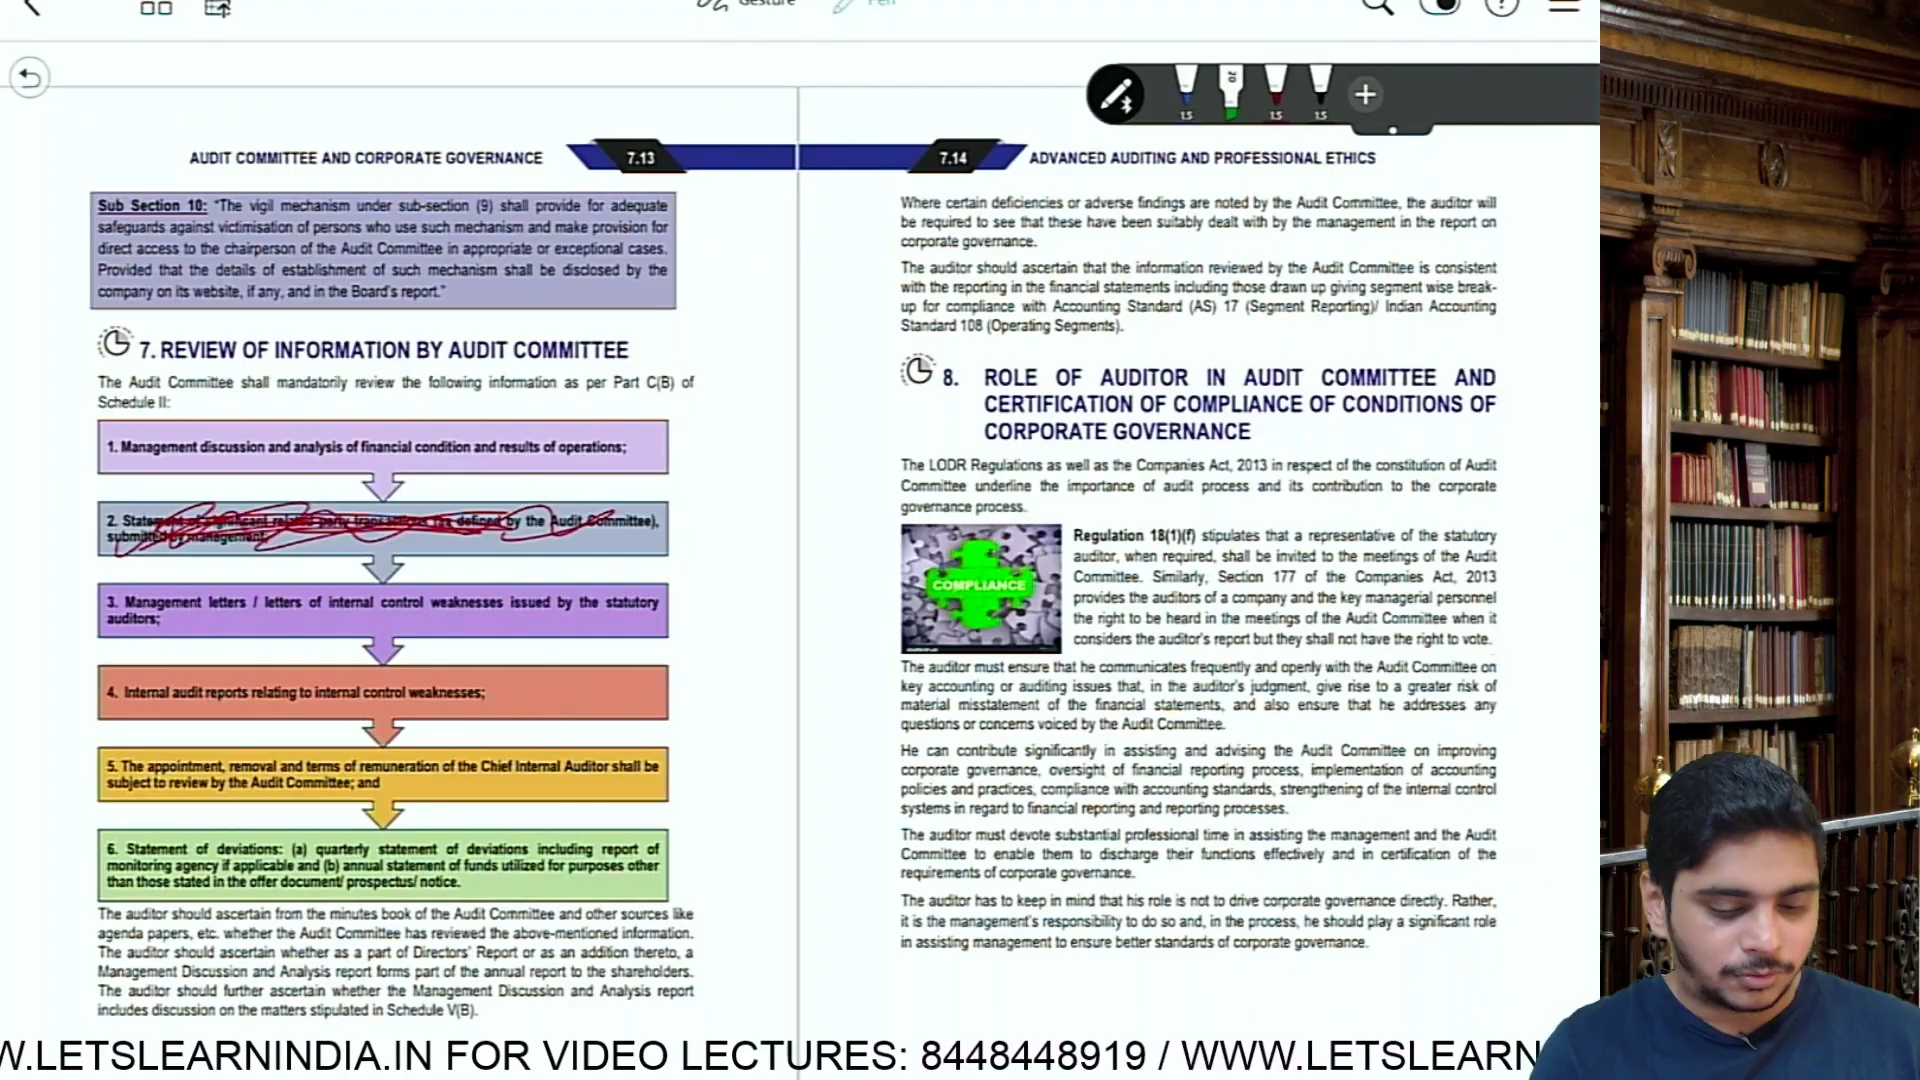 Gesture
Pen
20
15
15
15
AUDIT COMMITTEE AND CORPORATE GOVERNANCE
7.13
Sub Section 10: "The vigil mechanism under sub-section (9) shall provide for adequate
safeguards against victimisation of persons who use such mechanism and make provision for
direct access to the chairperson of the Audit Committee in appropriate or exceptional cases.
Provided that the details of establishment of such mechanism shall be disclosed by the
company on its website, if any, and in the Board's report."
7. REVIEW OF INFORMATION BY AUDIT COMMITTEE
The Audit Committee shall mandatorily review the following information as per Part C(B) of
Schedule II:
1. Management discussion and analysis of financial condition and results of operations;
2. Statement of significant related party transactions (as defined by the Audit Committee),
submitted by management;
3. Management letters / letters of internal control weaknesses issued by the statutory
auditors;
4. Internal audit reports relating to internal control weaknesses;
5. The appointment, removal and terms of remuneration of the Chief Internal Auditor shall be
subject to review by the Audit Committee; and
6. Statement of deviations: (a) quarterly statement of deviations including report of
monitoring agency if applicable and (b) annual statement of funds utilized for purposes other
than those stated in the offer document/ prospectus/ notice.
The auditor should ascertain from the minutes book of the Audit Committee and other sources like
agenda papers, etc. whether the Audit Committee has reviewed the above-mentioned information.
The auditor should ascertain whether as a part of Directors' Report or as an addition thereto, a
Management Discussion and Analysis report forms part of the annual report to the shareholders.
The auditor should further ascertain whether the Management Discussion and Analysis report
includes discussion on the matters stipulated in Schedule V(B).
7.14
ADVANCED AUDITING AND PROFESSIONAL ETHICS
Where certain deficiencies or adverse findings are noted by the Audit Committee, the auditor will
be required to see that these have been suitably dealt with by the management in the report on
corporate governance.
The auditor should ascertain that the information reviewed by the Audit Committee is consistent
with the reporting in the financial statements including those drawn up giving segment wise break-
up for compliance with Accounting Standard (AS) 17 (Segment Reporting)/ Indian Accounting
Standard 108 (Operating Segments).
8. ROLE OF AUDITOR IN AUDIT COMMITTEE AND
CERTIFICATION OF COMPLIANCE OF CONDITIONS OF
CORPORATE GOVERNANCE
The LODR Regulations as well as the Companies Act, 2013 in respect of the constitution of Audit
Committee underline the importance of audit process and its contribution to the corporate
governance process.
COMPLIANCE
Regulation 18(1)(f) stipulates that a representative of the statutory
auditor, when required, shall be invited to the meetings of the Audit
Committee. Similarly, Section 177 of the Companies Act, 2013
provides the auditors of a company and the key managerial personnel
the right to be heard in the meetings of the Audit Committee when it
considers the auditor's report but they shall not have the right to vote.
The auditor must ensure that he communicates frequently and openly with the Audit Committee on
key accounting or auditing issues that, in the auditor's judgment, give rise to a greater risk of
material misstatement of the financial statements, and also ensure that he addresses any
questions or concerns voiced by the Audit Committee.
He can contribute significantly in assisting and advising the Audit Committee on improving
corporate governance, oversight of financial reporting process, implementation of accounting
policies and practices, compliance with accounting standards, strengthening of the internal control
systems in regard to financial reporting and reporting processes.
The auditor must devote substantial professional time in assisting the management and the Audit
Committee to enable them to discharge their functions effectively and in certification of the
requirements of corporate governance.
The auditor has to keep in mind that his role is not to drive corporate governance directly. Rather,
it is the management's responsibility to do so and, in the process, he should play a significant role
in assisting management to ensure better standards of corporate governance.
W.LETSLEARNINDIA.IN FOR VIDEO LECTURES: 8448448919 / WWW.LETSLEARN